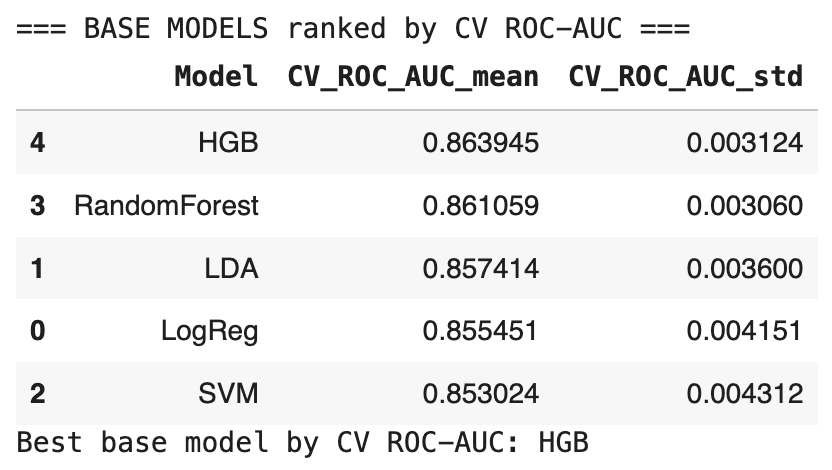 === BASE MODELS ranked by CV ROC-AUC ===
Model CV_ROC_AUC_mean CV_ROC_AUC_std
4 HGB 0.863945 0.003124
3 RandomForest 0.861059 0.003060
1 LDA 0.857414 0.003600
0 LogReg 0.855451 0.004151
2 SVM 0.853024 0.004312
Best base model by CV ROC-AUC: HGB